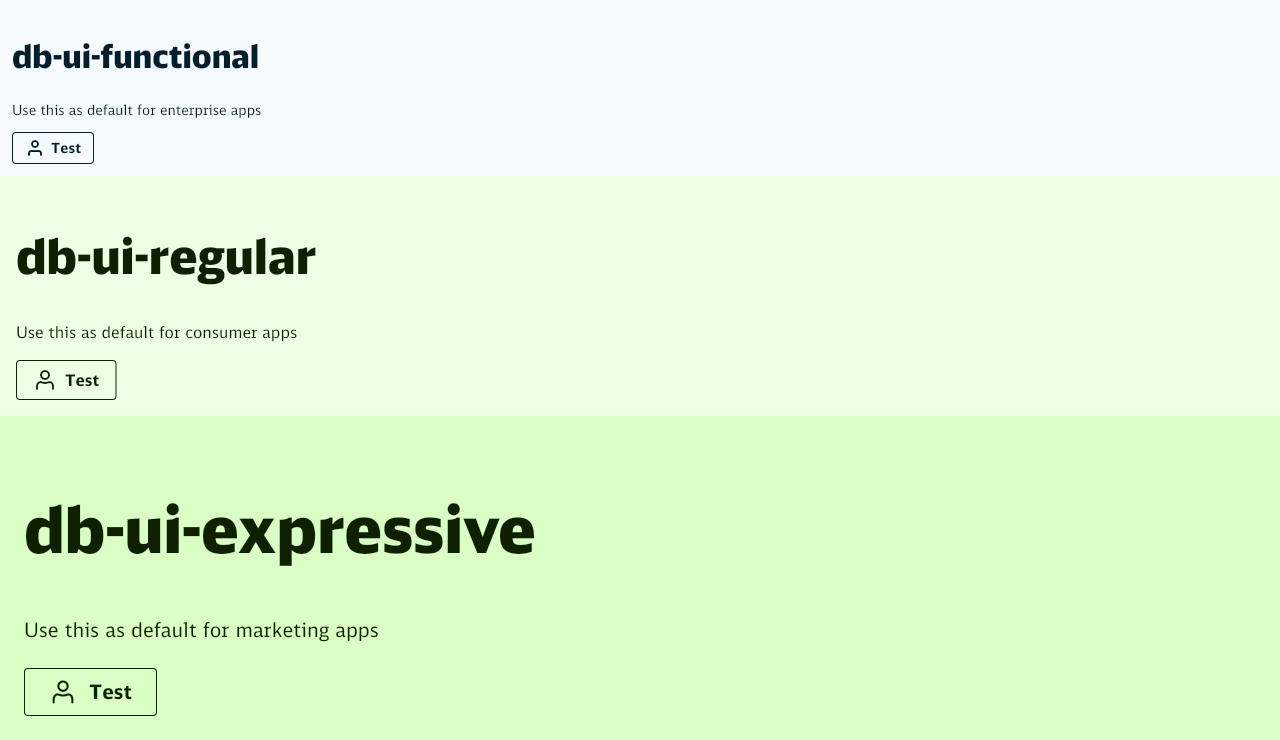 db-ui-functional
Use this as default for enterprise apps
Test
db-ui-regular
Use this as default for consumer apps
Test
db-ui-expressive
Use this as default for marketing apps
Test